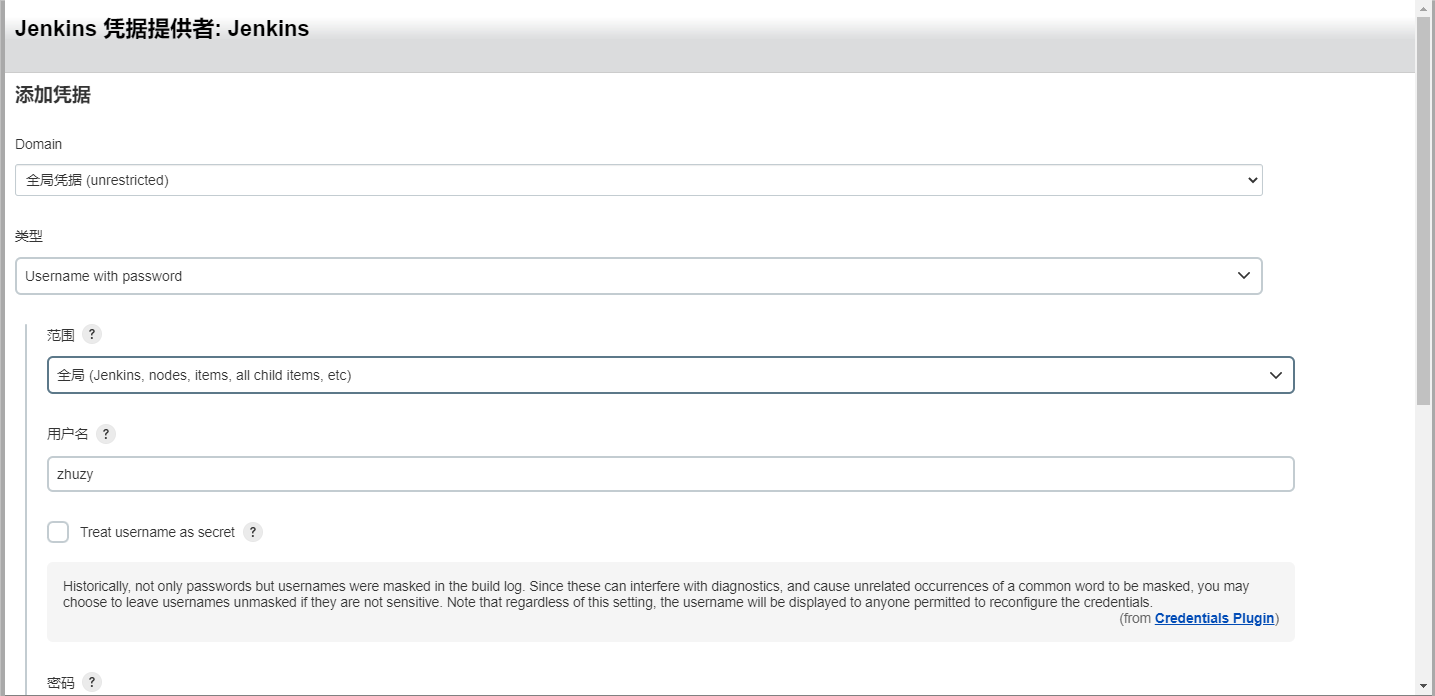 Jenkins 凭据提供者: Jenkins
添加凭据
Domain
全局凭据 (unrestricted)
类型
Username with password
范围 ?
全局 (Jenkins, nodes, items, all child items, etc)
用户名 ?
zhuzy
Treat username as secret ?
Historically, not only passwords but usernames were masked in the build log. Since these can interfere with diagnostics, and cause unrelated occurrences of a common word to be masked, you may
choose to leave usernames unmasked if they are not sensitive. Note that regardless of this setting, the username will be displayed to anyone permitted to reconfigure the credentials.
(from Credentials Plugin)
密码 ?